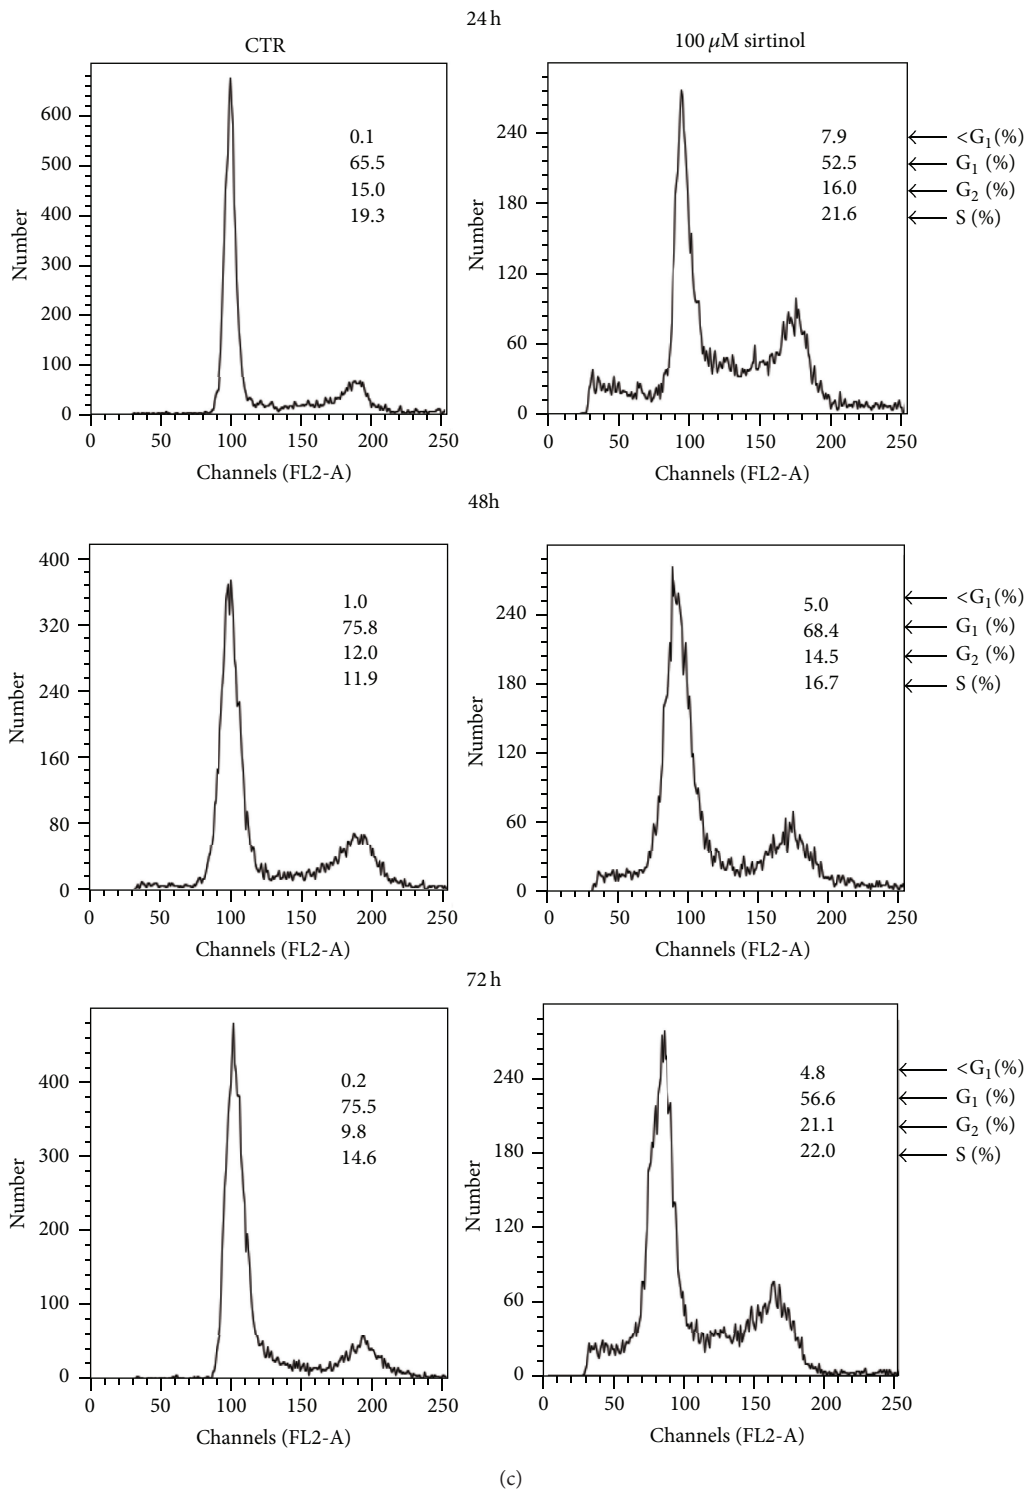 24 h
CTR
100 μM sirtinol
600
500
400
300
200
100
0
Number
0.1
65.5
15.0
19.3
0 50 100 150 200 250
Channels (FL2-A)
240
180
120
60
0
Number
7.9
52.5
16.0
21.6
<G1(%)
G1 (%)
G2 (%)
S (%)
0 50 100 150 200 250
Channels (FL2-A)
48h
400
320
240
160
80
0
Number
1.0
75.8
12.0
11.9
0 50 100 150 200 250
Channels (FL2-A)
240
180
120
60
0
Number
5.0
68.4
14.5
16.7
<G1(%)
G1 (%)
G2 (%)
S (%)
0 50 100 150 200 250
Channels (FL2-A)
72 h
400
300
200
100
0
Number
0.2
75.5
9.8
14.6
0 50 100 150 200 250
Channels (FL2-A)
240
180
120
60
0
Number
4.8
56.6
21.1
22.0
<G1(%)
G1 (%)
G2 (%)
S (%)
0 50 100 150 200 250
Channels (FL2-A)
(c)